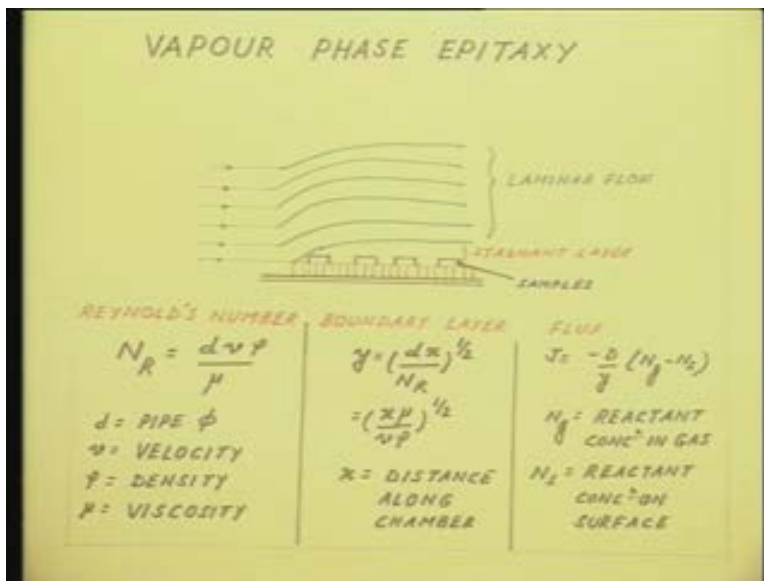 VAPOUR PHASE EPITAXY
LAMINAR FLOW
STAGNANT LAYER
SAMPLES
REYNOLD'S NUMBER
N_R = dvρ/μ
d = PIPE ϕ
v = VELOCITY
ρ = DENSITY
μ = VISCOSITY
BOUNDARY LAYER
y = (dx/N_R)^1/2
= (xμ/vρ)^1/2
x = DISTANCE
ALONG
CHAMBER
FLUX
J = -D/y (N_g - N_s)
N_g = REACTANT
CONCⁿ IN GAS
N_s = REACTANT
CONCⁿ ON
SURFACE